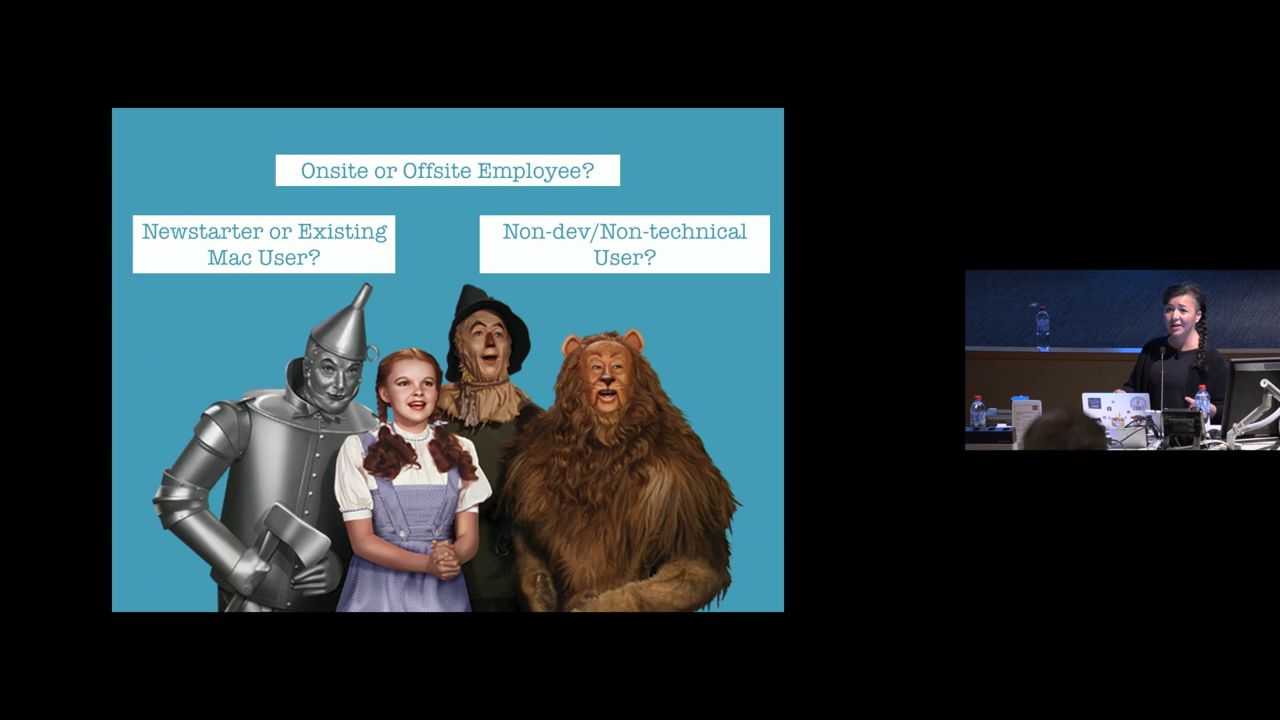 Onsite or Offsite Employee?
Newstarter or Existing
Mac User?
Non-dev/Non-technical
User?